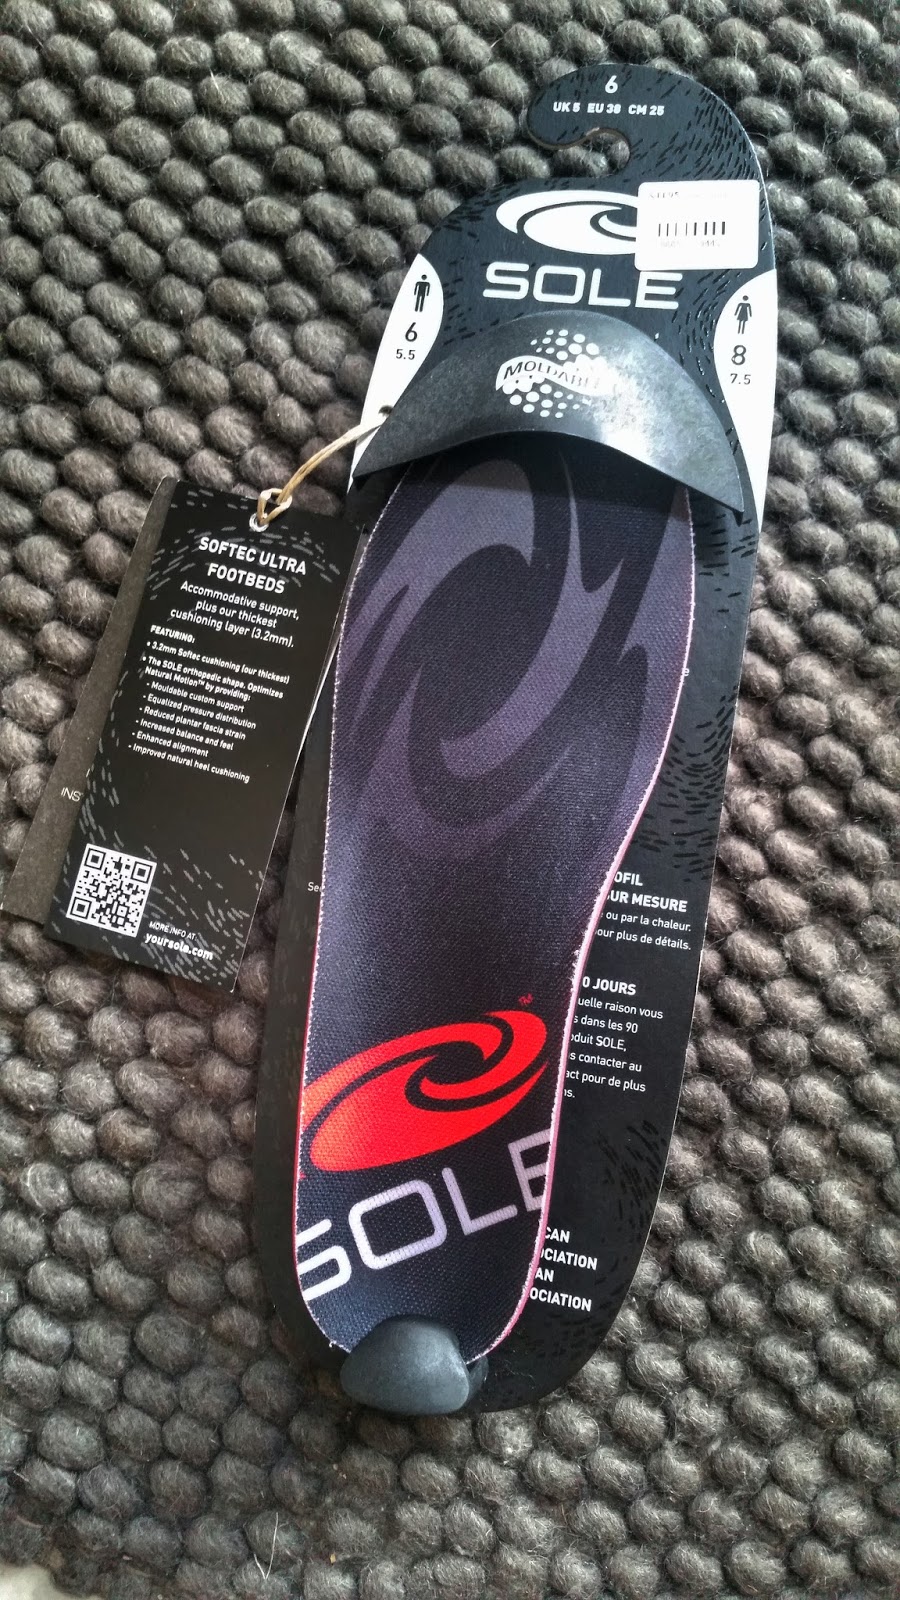 6
UK 5 EU 38 CM 25
SOLE
6
5.5
8
7.5
MOLDABLE
SOFTEC ULTRA
FOOTBEDS
Accommodative support,
plus our thickest
cushioning layer (3.2mm).
FEATURING:
• 3.2mm Softec cushioning (our thickest)
• The SOLE orthopedic shape. Optimizes
Natural Motion™ by providing:
- Mouldable custom support
- Equalized pressure distribution
- Reduced plantar fascia strain
- Increased balance and feel
- Enhanced alignment
- Improved natural heel cushioning
INS
MORE INFO AT:
yoursole.com
OFIL
SUR MESURE
ou par la chaleur.
our plus de détails.
0 JOURS
uelle raison vous
s dans les 90
oduit SOLE,
s contacter au
act pour de plus
ns.
TM
SOLE
CAN
OCIATION
AN
OCIATION